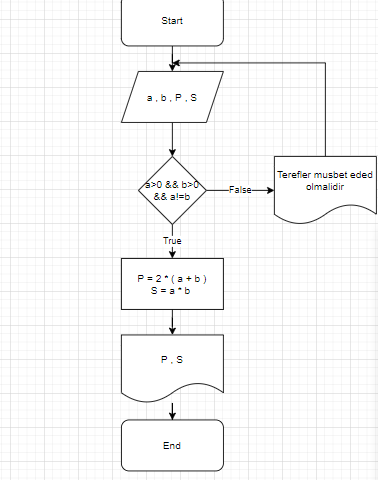 Start
a , b , P , S
a>0 && b>0
&& a!=b
False
Terefler musbet eded
olmalidir
True
P = 2 * ( a + b )
S = a * b
P , S
End